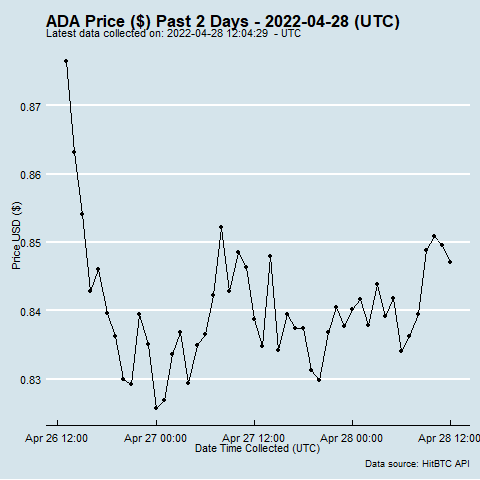 ADA Price ($) Past 2 Days - 2022-04-28 (UTC)
Latest data collected on: 2022-04-28 12:04:29 - UTC
0.87
0.86
0.85
0.84
0.83
Price USD ($)
Apr 26 12:00
Apr 27 00:00
Apr 27 12:00
Apr 28 00:00
Apr 28 12:00
Date Time Collected (UTC)
Data source: HitBTC API